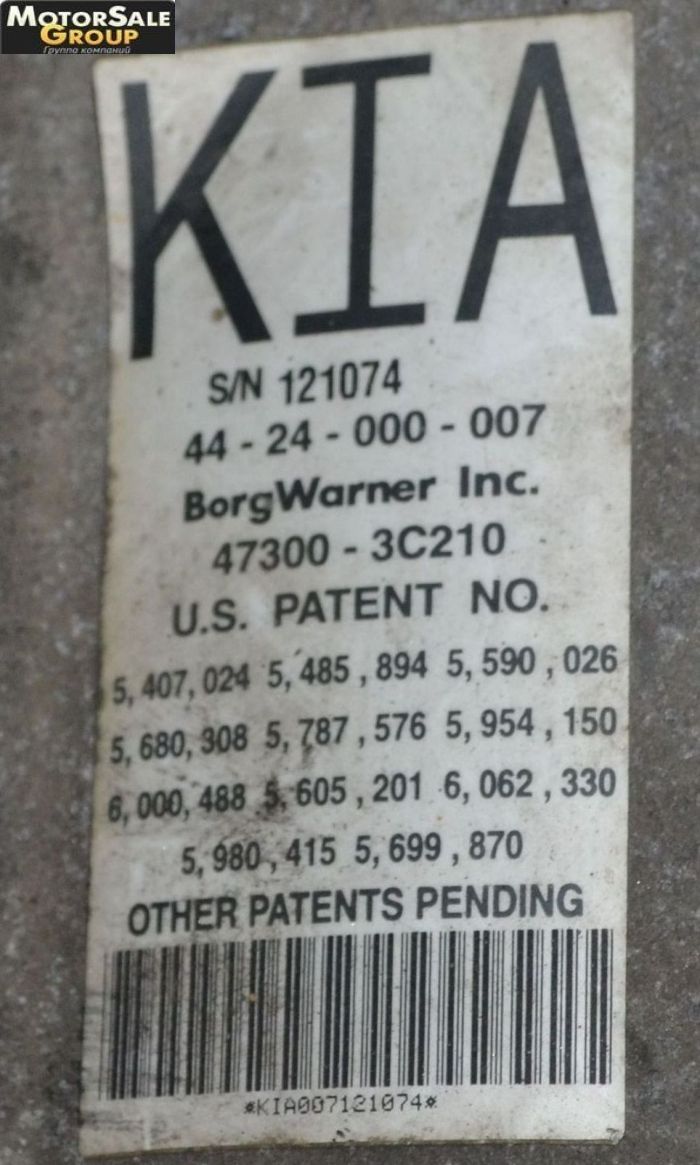 MOTORSALE
GROUP
Группа компаний
KIA
S/N 121074
44 - 24 - 000 - 007
BorgWarner Inc.
47300 - 3C210
U.S. PATENT NO.
5, 407, 024 5, 485 , 894 5, 590 , 026
5, 680, 308 5, 787 , 576 5, 954 , 150
6, 000, 488 5, 605 , 201 6, 062 , 330
5, 980 , 415 5, 699 , 870
OTHER PATENTS PENDING
*KIA007121074*